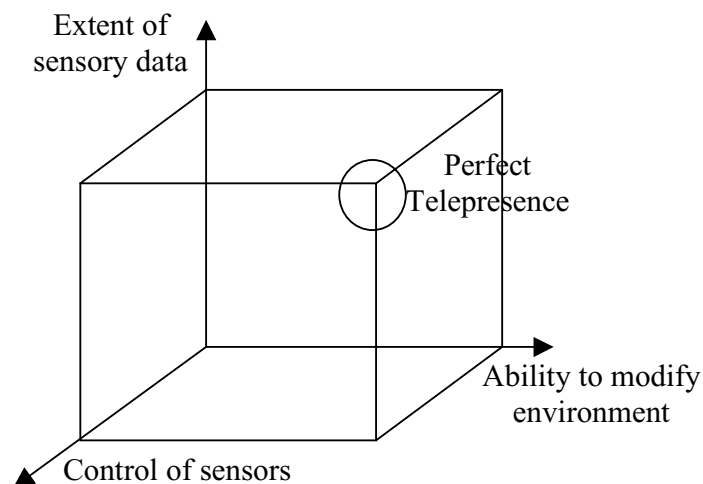 Extent of
sensory data
Perfect
Telepresence
Ability to modify
environment
Control of sensors